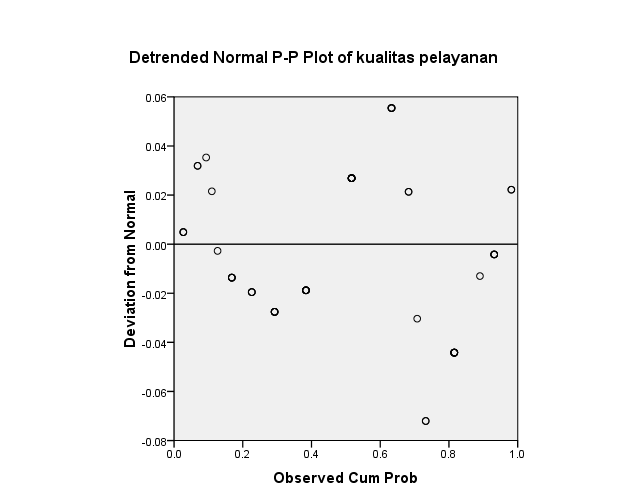 Detrended Normal P-P Plot of kualitas pelayanan
0.06
0.04
0.02
0.00
-0.02
-0.04
-0.06
-0.08
Deviation from Normal
0.0 0.2 0.4 0.6 0.8 1.0
Observed Cum Prob